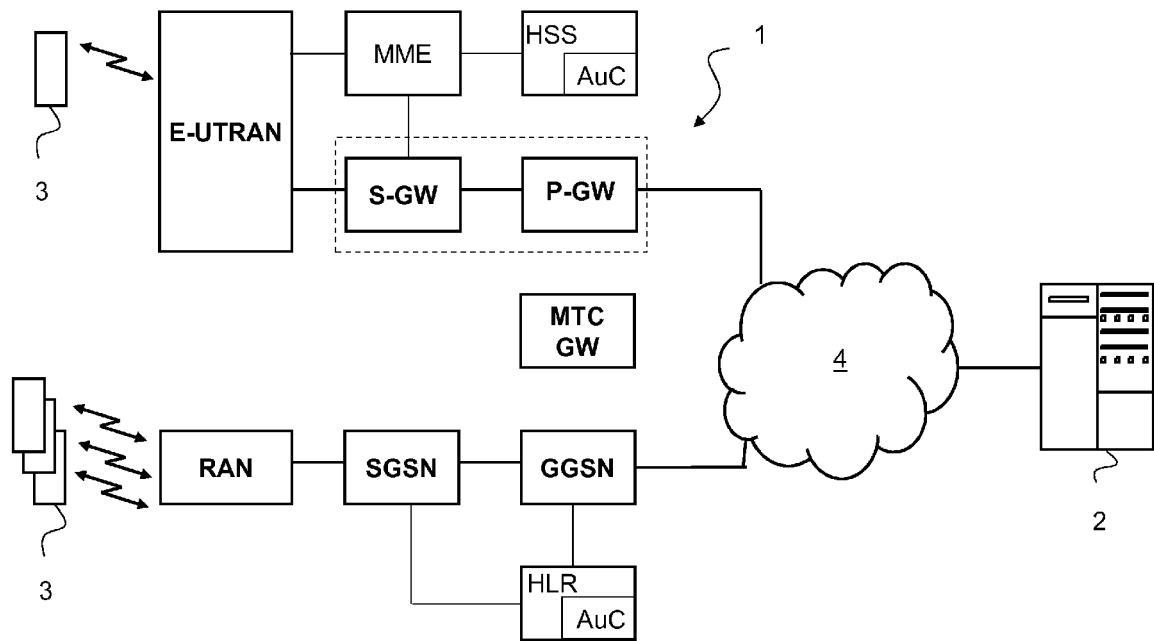 MME
HSS
AuC
1
E-UTRAN
3
S-GW
P-GW
MTC
GW
4
RAN
SGSN
GGSN
2
3
HLR
AuC